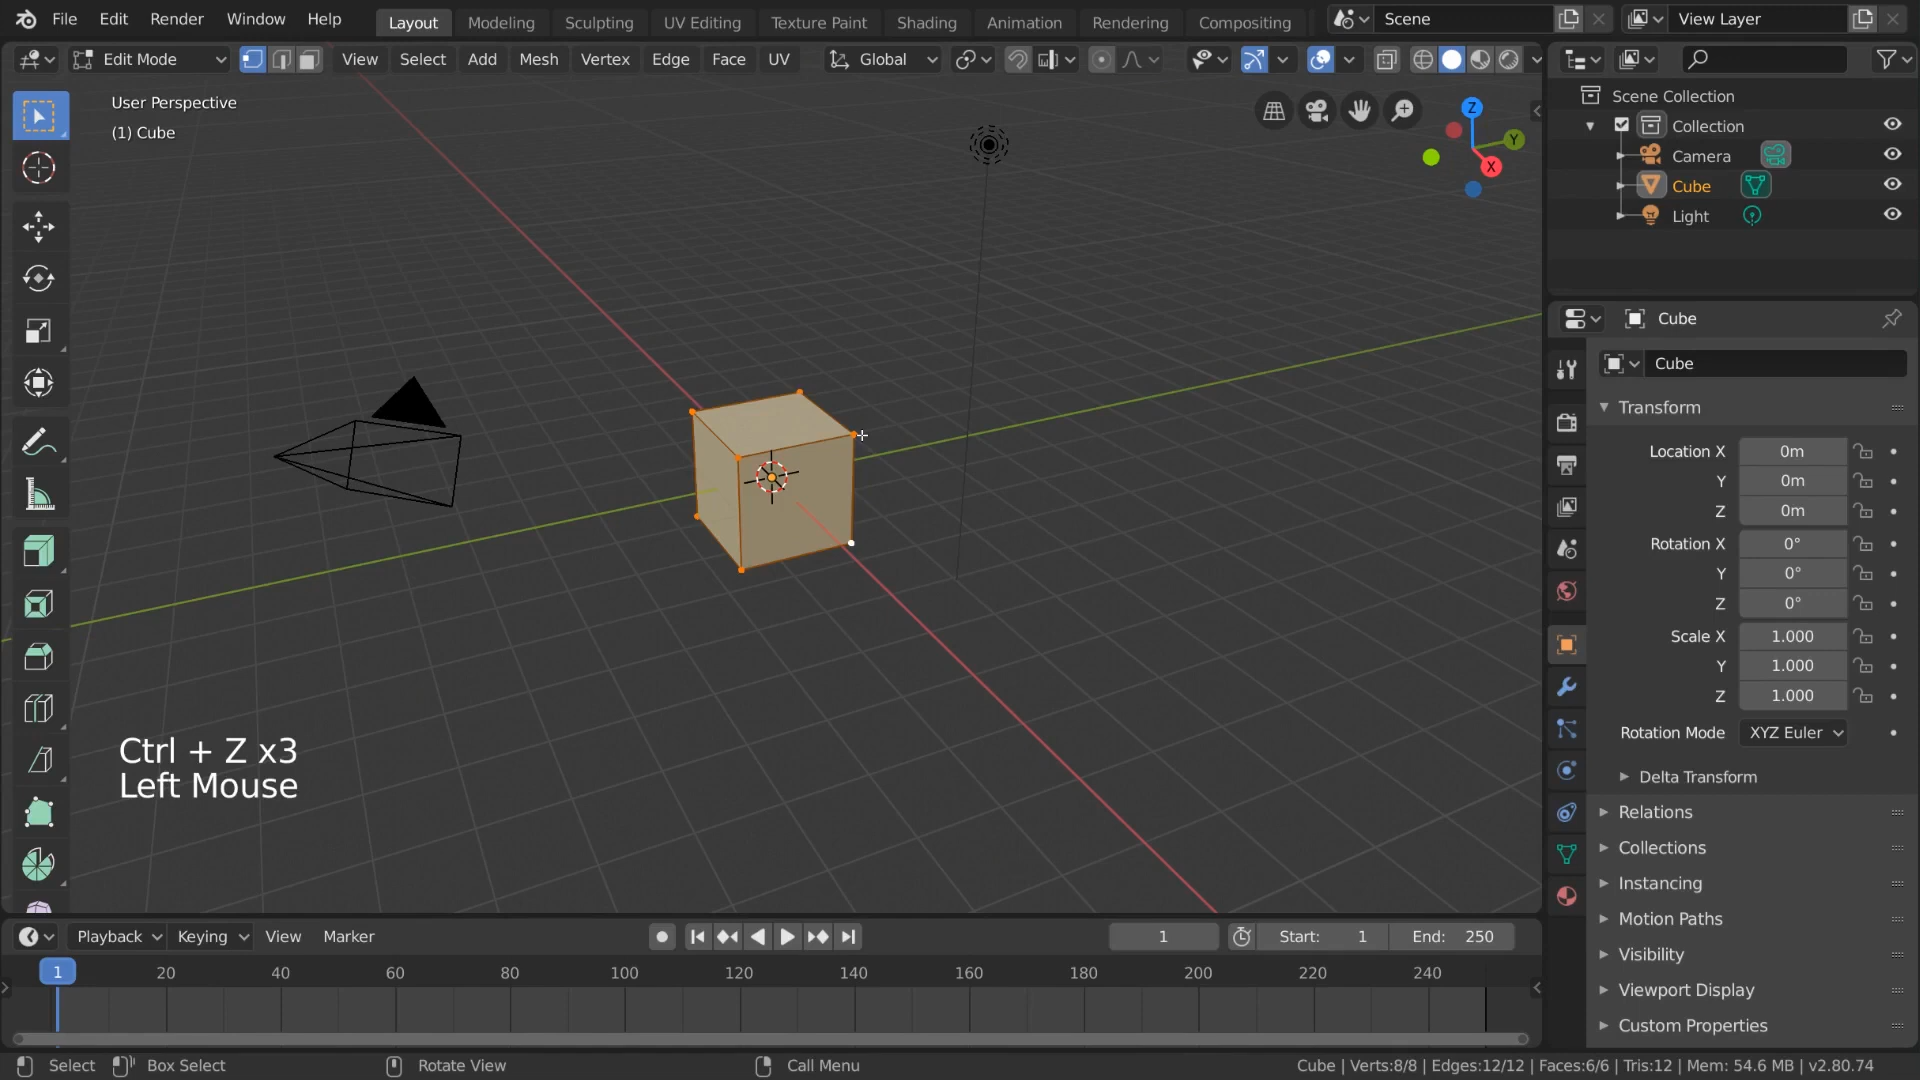 File Edit Render Window Help Layout Modeling Sculpting UV Editing Texture Paint Shading Animation Rendering Compositing Scene View Layer
Edit Mode View Select Add Mesh Vertex Edge Face UV Global
User Perspective
(1) Cube
Z
Y
X
Scene Collection
Collection
Camera
Cube
Light
Cube
Cube
Transform
Location X 0m
Y 0m
Z 0m
Rotation X 0°
Y 0°
Z 0°
Scale X 1.000
Y 1.000
Z 1.000
Rotation Mode XYZ Euler
Delta Transform
Relations
Collections
Instancing
Motion Paths
Visibility
Viewport Display
Custom Properties
Ctrl + Z x3
Left Mouse
Playback Keying View Marker 1 Start: 1 End: 250
1 20 40 60 80 100 120 140 160 180 200 220 240
Select Box Select Rotate View Call Menu Cube | Verts:8/8 | Edges:12/12 | Faces:6/6 | Tris:12 | Mem: 54.6 MB | v2.80.74